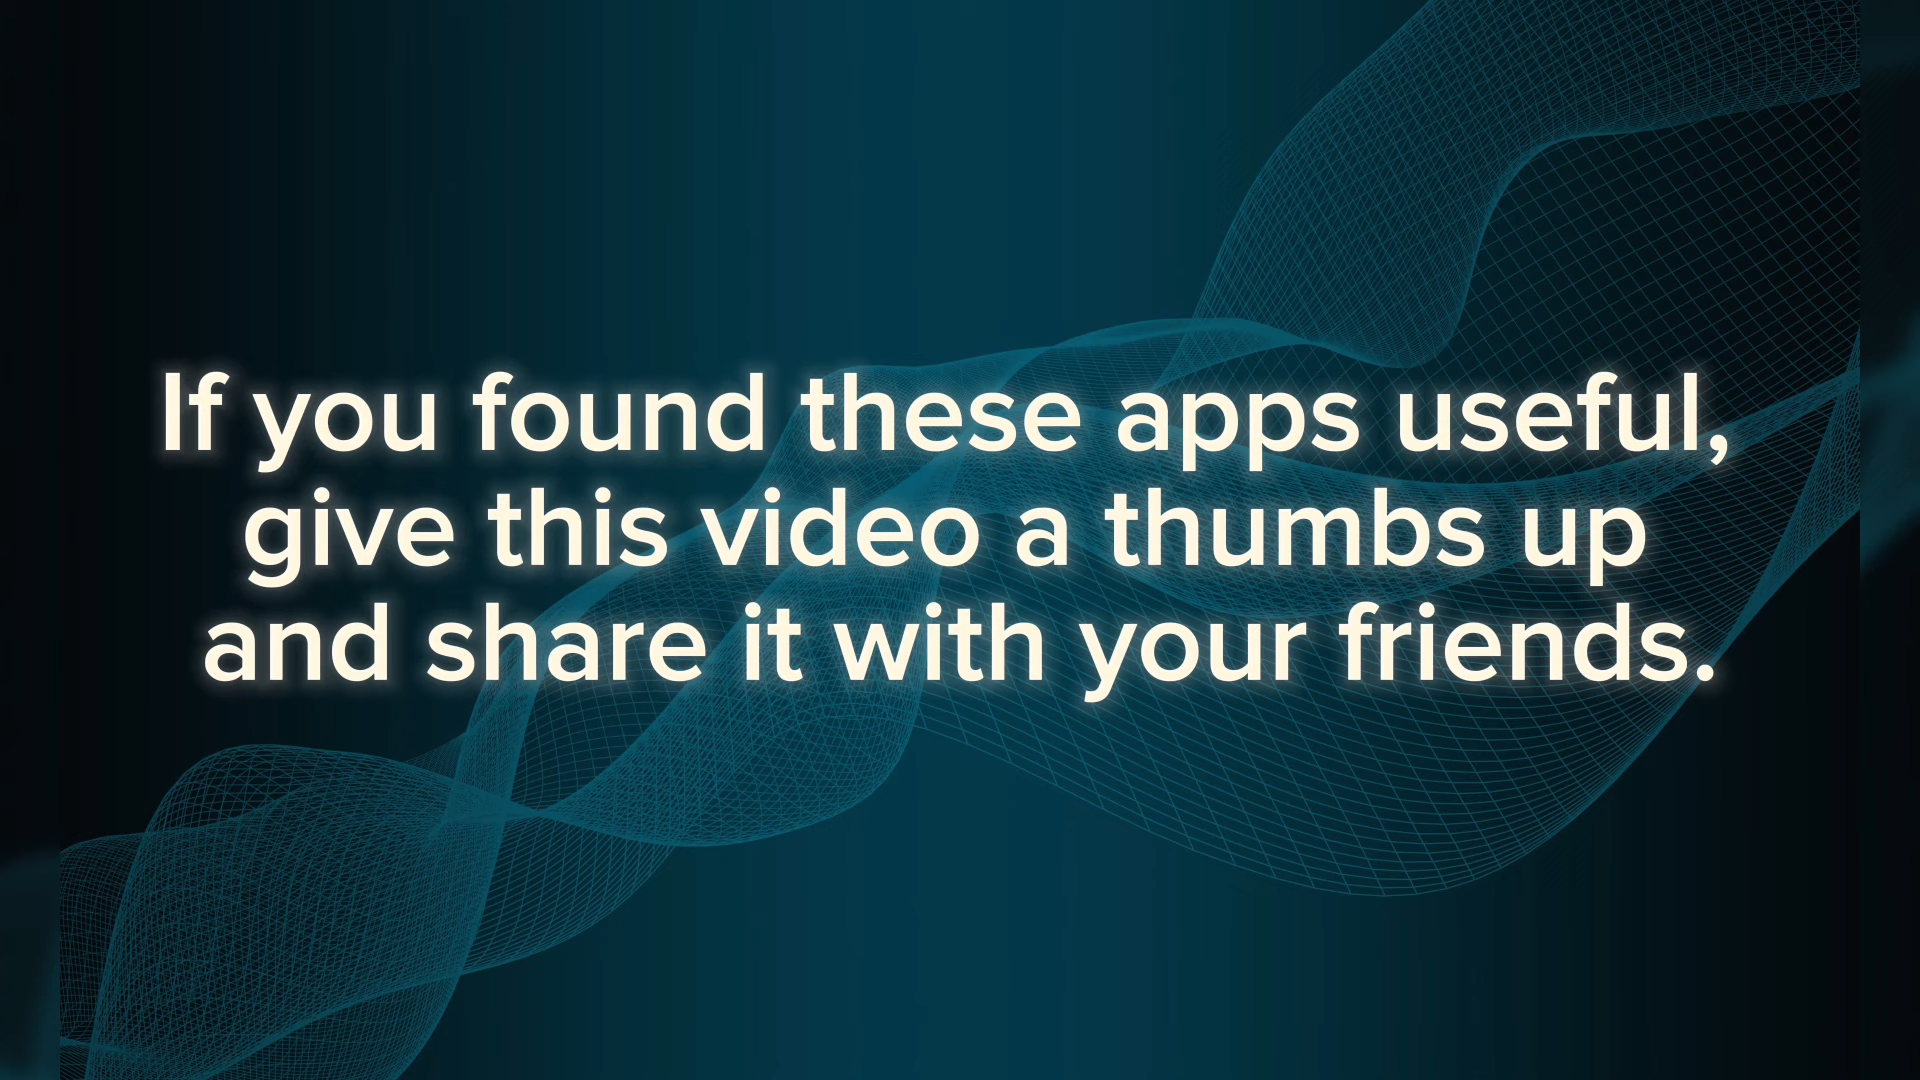 If you found these apps useful,
give this video a thumbs up
and share it with your friends.